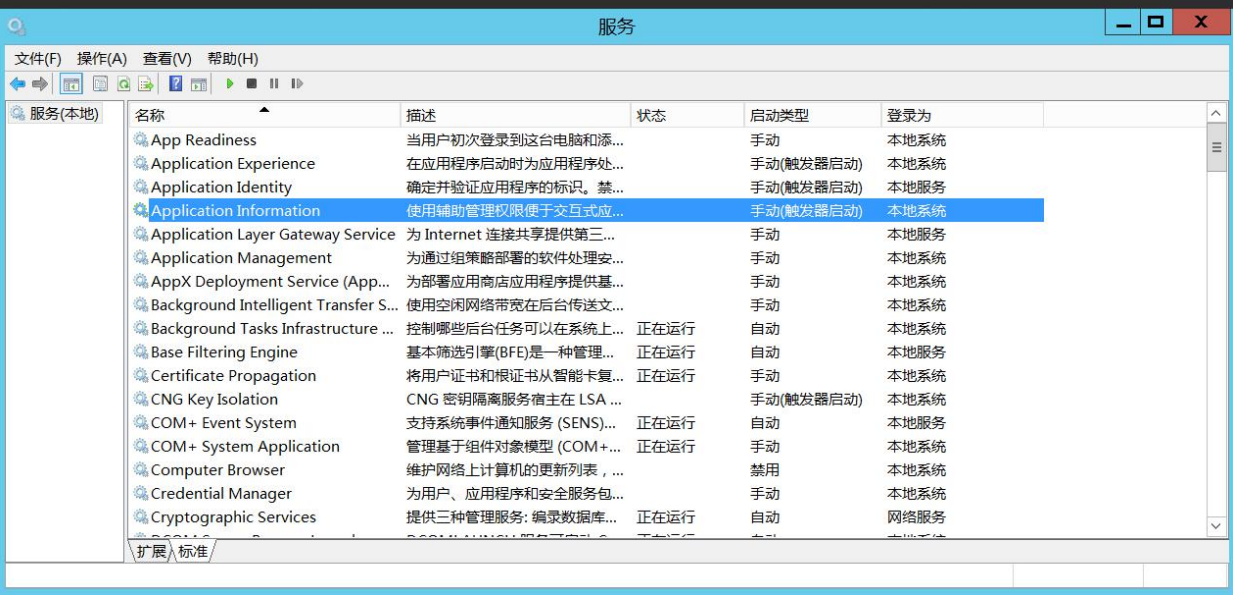 服务
文件(F) 操作(A) 查看(V) 帮助(H)
服务(本地)
名称 描述 状态 启动类型 登录为
App Readiness 当用户初次登录到这台电脑和添... 手动 本地系统
Application Experience 在应用程序启动时为应用程序处... 手动(触发器启动) 本地系统
Application Identity 确定并验证应用程序的标识。禁... 手动(触发器启动) 本地服务
Application Information 使用辅助管理权限便于交互式应... 手动(触发器启动) 本地系统
Application Layer Gateway Service 为 Internet 连接共享提供第三... 手动 本地服务
Application Management 为通过组策略部署的软件处理安... 手动 本地系统
AppX Deployment Service (App... 为部署应用商店应用程序提供基... 手动 本地系统
Background Intelligent Transfer S... 使用空闲网络带宽在后台传送文... 手动 本地系统
Background Tasks Infrastructure ... 控制哪些后台任务可以在系统上... 正在运行 自动 本地系统
Base Filtering Engine 基本筛选引擎(BFE)是一种管理... 正在运行 自动 本地服务
Certificate Propagation 将用户证书和根证书从智能卡复... 正在运行 手动 本地系统
CNG Key Isolation CNG 密钥隔离服务宿主在 LSA ... 手动(触发器启动) 本地系统
COM+ Event System 支持系统事件通知服务 (SENS)... 正在运行 自动 本地服务
COM+ System Application 管理基于组件对象模型 (COM+... 正在运行 手动 本地系统
Computer Browser 维护网络上计算机的更新列表，... 禁用 本地系统
Credential Manager 为用户、应用程序和安全服务包... 手动 本地系统
Cryptographic Services 提供三种管理服务: 编录数据库... 正在运行 自动 网络服务
扩展 标准